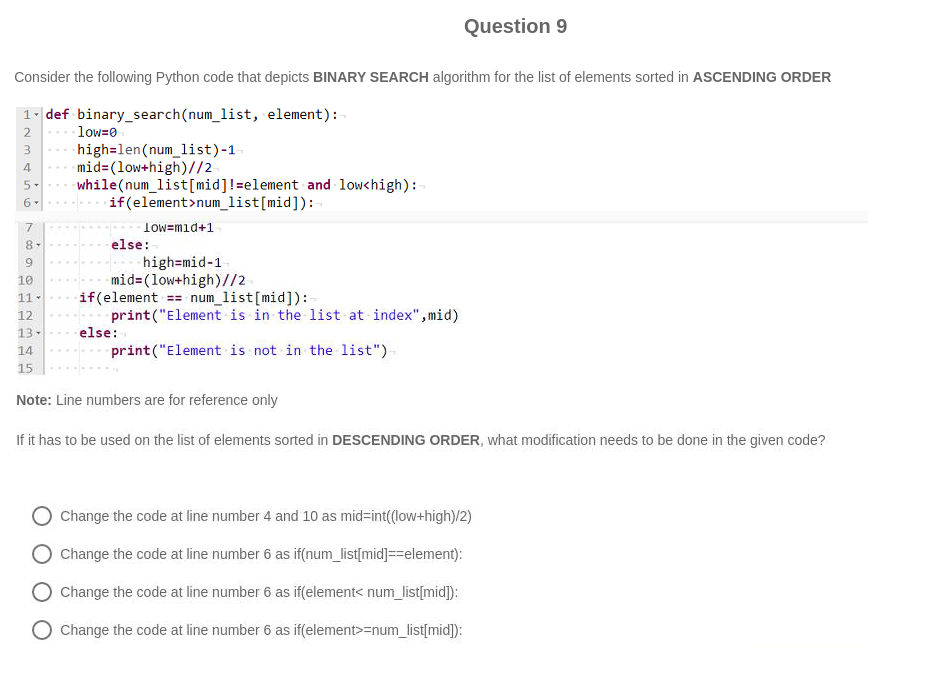 Question 9
Consider the following Python code that depicts BINARY SEARCH algorithm for the list of elements sorted in ASCENDING ORDER
1 def binary_search(num_list, element):
2     low=0
3     high=len(num_list)-1
4     mid=(low+high)//2
5     while(num_list[mid]!=element and low<high):
6         if(element>num_list[mid]):
7             low=mid+1
8         else:
9             high=mid-1
10         mid=(low+high)//2
11     if(element == num_list[mid]):
12         print("Element is in the list at index",mid)
13     else:
14         print("Element is not in the list")
15
Note: Line numbers are for reference only
If it has to be used on the list of elements sorted in DESCENDING ORDER, what modification needs to be done in the given code?
Change the code at line number 4 and 10 as mid=int((low+high)/2)
Change the code at line number 6 as if(num_list[mid]==element):
Change the code at line number 6 as if(element< num_list[mid]):
Change the code at line number 6 as if(element>=num_list[mid]):